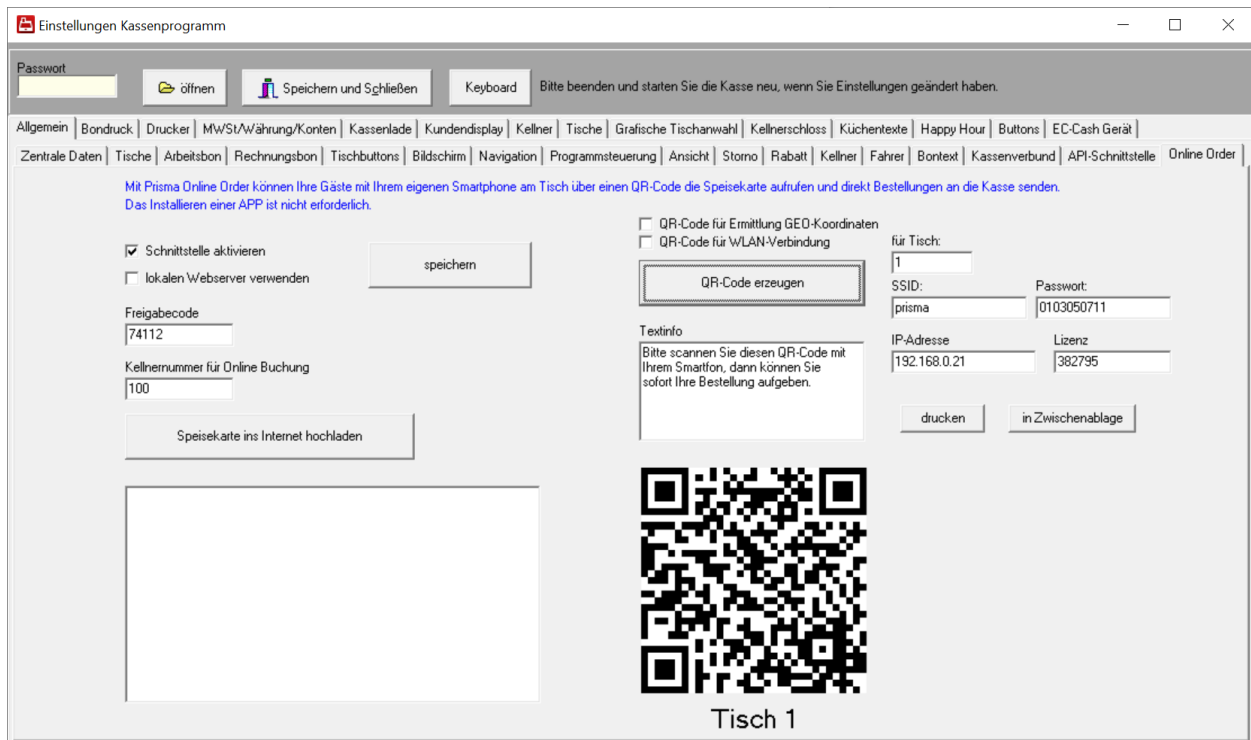 Einstellungen Kassenprogramm
Passwort
öffnen
Speichern und Schließen
Keyboard
Bitte beenden und starten Sie die Kasse neu, wenn Sie Einstellungen geändert haben.
Allgemein Bondruck Drucker MWSt/Währung/Konten Kassenlade Kundendisplay Kellner Tische Grafische Tischanwahl Kellnerschloss Küchentexte Happy Hour Buttons EC-Cash Gerät
Zentrale Daten Tische Arbeitsbon Rechnungsbon Tischbuttons Bildschirm Navigation Programmsteuerung Ansicht Storno Rabatt Kellner Fahrer Bontext Kassenverbund API-Schnittstelle Online Order
Mit Prisma Online Order können Ihre Gäste mit Ihrem eigenen Smartphone am Tisch über einen QR-Code die Speisekarte aufrufen und direkt Bestellungen an die Kasse senden.
Das Installieren einer APP ist nicht erforderlich.
Schnittstelle aktivieren
lokalen Webserver verwenden
speichern
Freigabecode
74112
Kellnernummer für Online Buchung
100
Speisekarte ins Internet hochladen
QR-Code für Ermittlung GEO-Koordinaten
QR-Code für WLAN-Verbindung
QR-Code erzeugen
für Tisch:
1
SSID:
prisma
Passwort:
0103050711
IP-Adresse
192.168.0.21
Lizenz
382795
Textinfo
Bitte scannen Sie diesen QR-Code mit
Ihrem Smartfon, dann können Sie
sofort Ihre Bestellung aufgeben.
drucken
in Zwischenablage
Tisch 1